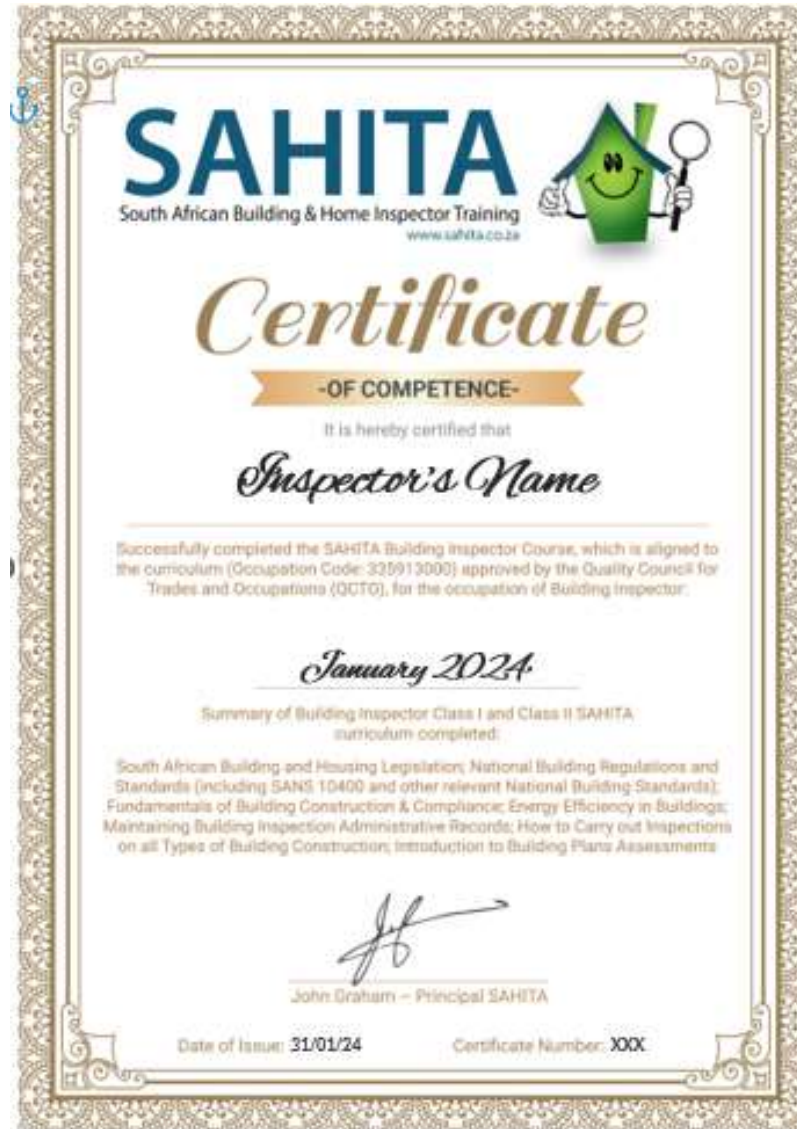 SAHITA
South African Building & Home Inspector Training
www.sahita.co.za
Certificate
-OF COMPETENCE-
It is hereby certified that
Inspector's Name
Successfully completed the SAHITA Building Inspector Course, which is aligned to
the curriculum (Occupation Code: 335913000) approved by the Quality Council for
Trades and Occupations (QCTO), for the occupation of Building Inspector.
January 2024
Summary of Building Inspector Class I and Class II SAHITA
curriculum completed:
South African Building and Housing Legislation; National Building Regulations and
Standards (including SANS 10400 and other relevant National Building Standards);
Fundamentals of Building Construction & Compliance; Energy Efficiency in Buildings;
Maintaining Building Inspection Administrative Records; How to Carry out Inspections
on all Types of Building Construction; Introduction to Building Plans Assessments
John Graham – Principal SAHITA
Date of Issue: 31/01/24 Certificate Number: XXX